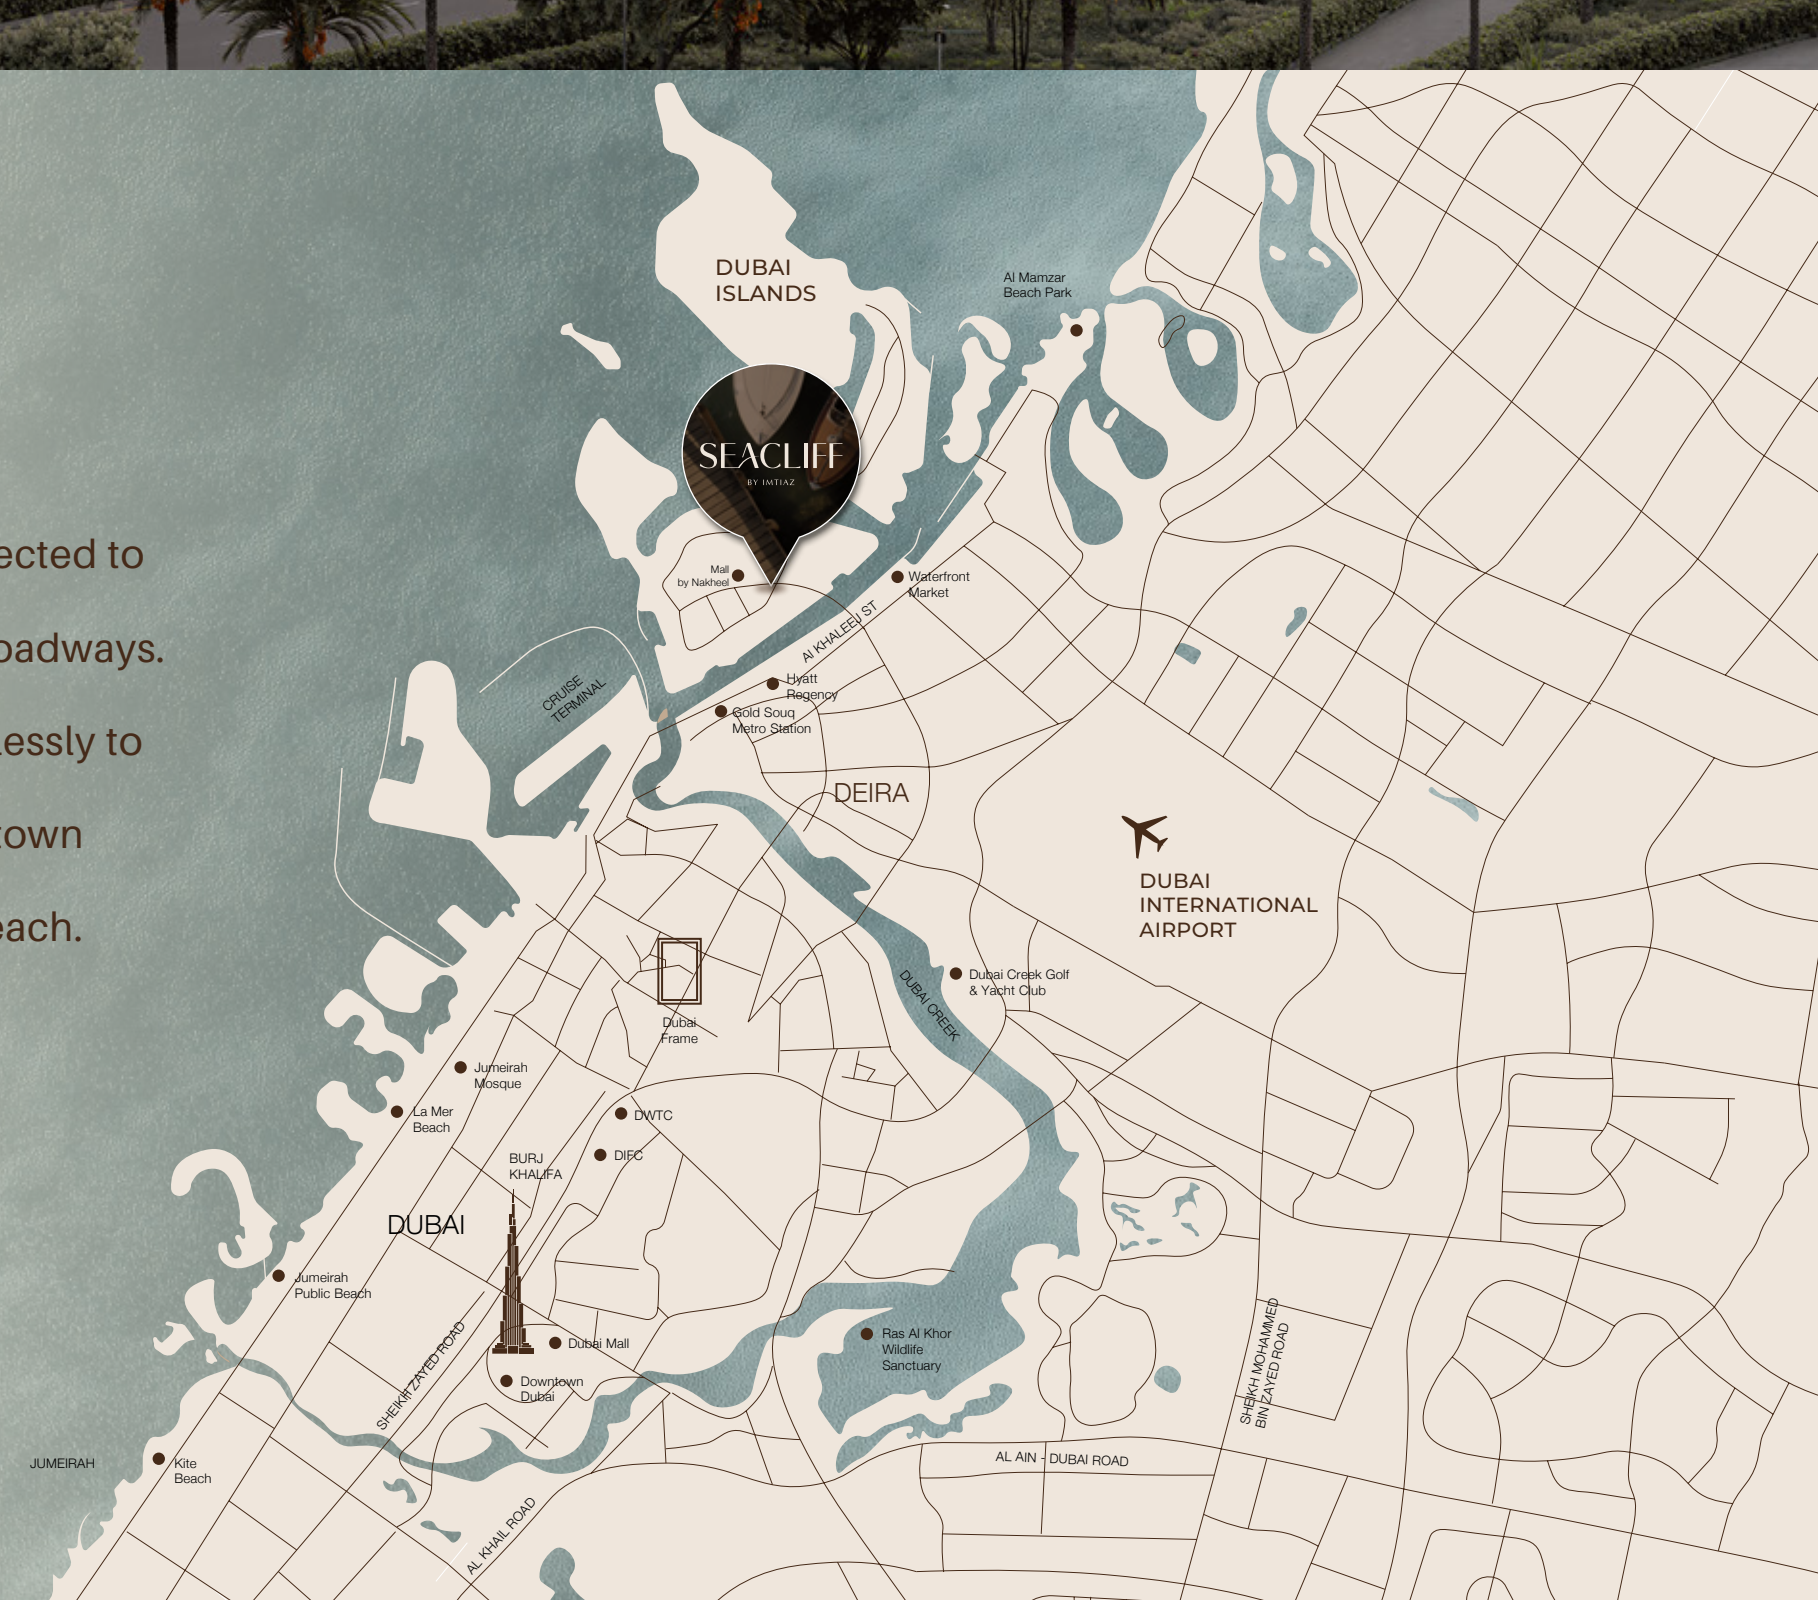 ected to
oadways.
lessly to
town
each.
DUBAI
ISLANDS
Al Mamzar
Beach Park
SEACLIFF
BY IMTIAZ
Mall
by Nakheel
Waterfront
Market
Al KHALEEJ ST
CRUISE
TERMINAL
Hyatt
Regency
Gold Souq
Metro Station
DEIRA
DUBAI
INTERNATIONAL
AIRPORT
Dubai Creek Golf
& Yacht Club
DUBAI CREEK
Dubai
Frame
Jumeirah
Mosque
La Mer
Beach
DWTC
DIFC
BURJ
KHALIFA
DUBAI
Jumeirah
Public Beach
SHEIKH ZAYED ROAD
Dubai Mall
Downtown
Dubai
Ras Al Khor
Wildlife
Sanctuary
SHEIKH MOHAMMED
BIN ZAYED ROAD
JUMEIRAH
Kite
Beach
AL AIN - DUBAI ROAD
AL KHAIL ROAD